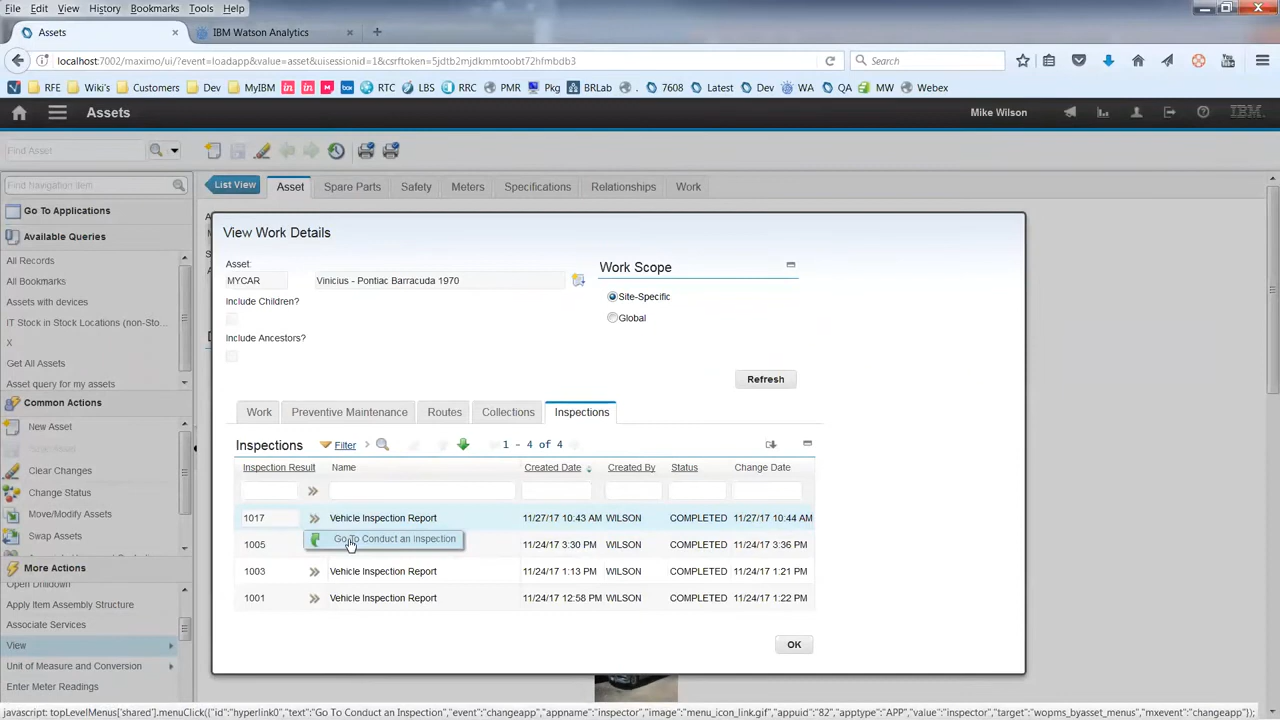 File Edit View History Bookmarks Tools Help
Assets × IBM Watson Analytics × +
localhost:7002/maximo/ui/?event=loadapp&value=asset&uisessionid=1&csrftoken=5jdtb2mjdkmmtoobt72hfmbdb3 Search
RFE Wiki's Customers Dev MyIBM RTC LBS RRC PMR Pkg BRLab . 7608 Latest Dev WA QA MW Webex
Assets Mike Wilson IBM
Find Asset
Find navigation item List View Asset Spare Parts Safety Meters Specifications Relationships Work
Go To Applications
Available Queries
All Records
All Bookmarks
Assets with devices
IT Stock in Stock Locations (non-Sto...
X
Get All Assets
Asset query for my assets
Common Actions
New Asset
Clear Changes
Change Status
Move/Modify Assets
Swap Assets
More Actions
Open Drilldown
Apply Item Assembly Structure
Associate Services
View
Unit of Measure and Conversion
Enter Meter Readings
View Work Details
Asset:
MYCAR Vinicius - Pontiac Barracuda 1970
Include Children?
Include Ancestors?
Work Scope
Site-Specific
Global
Refresh
Work Preventive Maintenance Routes Collections Inspections
Inspections Filter 1 - 4 of 4
Inspection Result Name Created Date Created By Status Change Date
1017 Vehicle Inspection Report 11/27/17 10:43 AM WILSON COMPLETED 11/27/17 10:44 AM
Go To Conduct an Inspection
1005 11/24/17 3:30 PM WILSON COMPLETED 11/24/17 3:36 PM
1003 Vehicle Inspection Report 11/24/17 1:13 PM WILSON COMPLETED 11/24/17 1:21 PM
1001 Vehicle Inspection Report 11/24/17 12:58 PM WILSON COMPLETED 11/24/17 1:22 PM
OK
javascript: topLevelMenus['shared'].menuClick({"id":"hyperlink0","text":"Go To Conduct an Inspection","event":"changeapp","appname":"inspector","image":"menu_icon_link.gif","appuid":"82","apptype":"APP","value":"inspector","target":"wopms_byasset_menus","mxevent":"changeapp"});